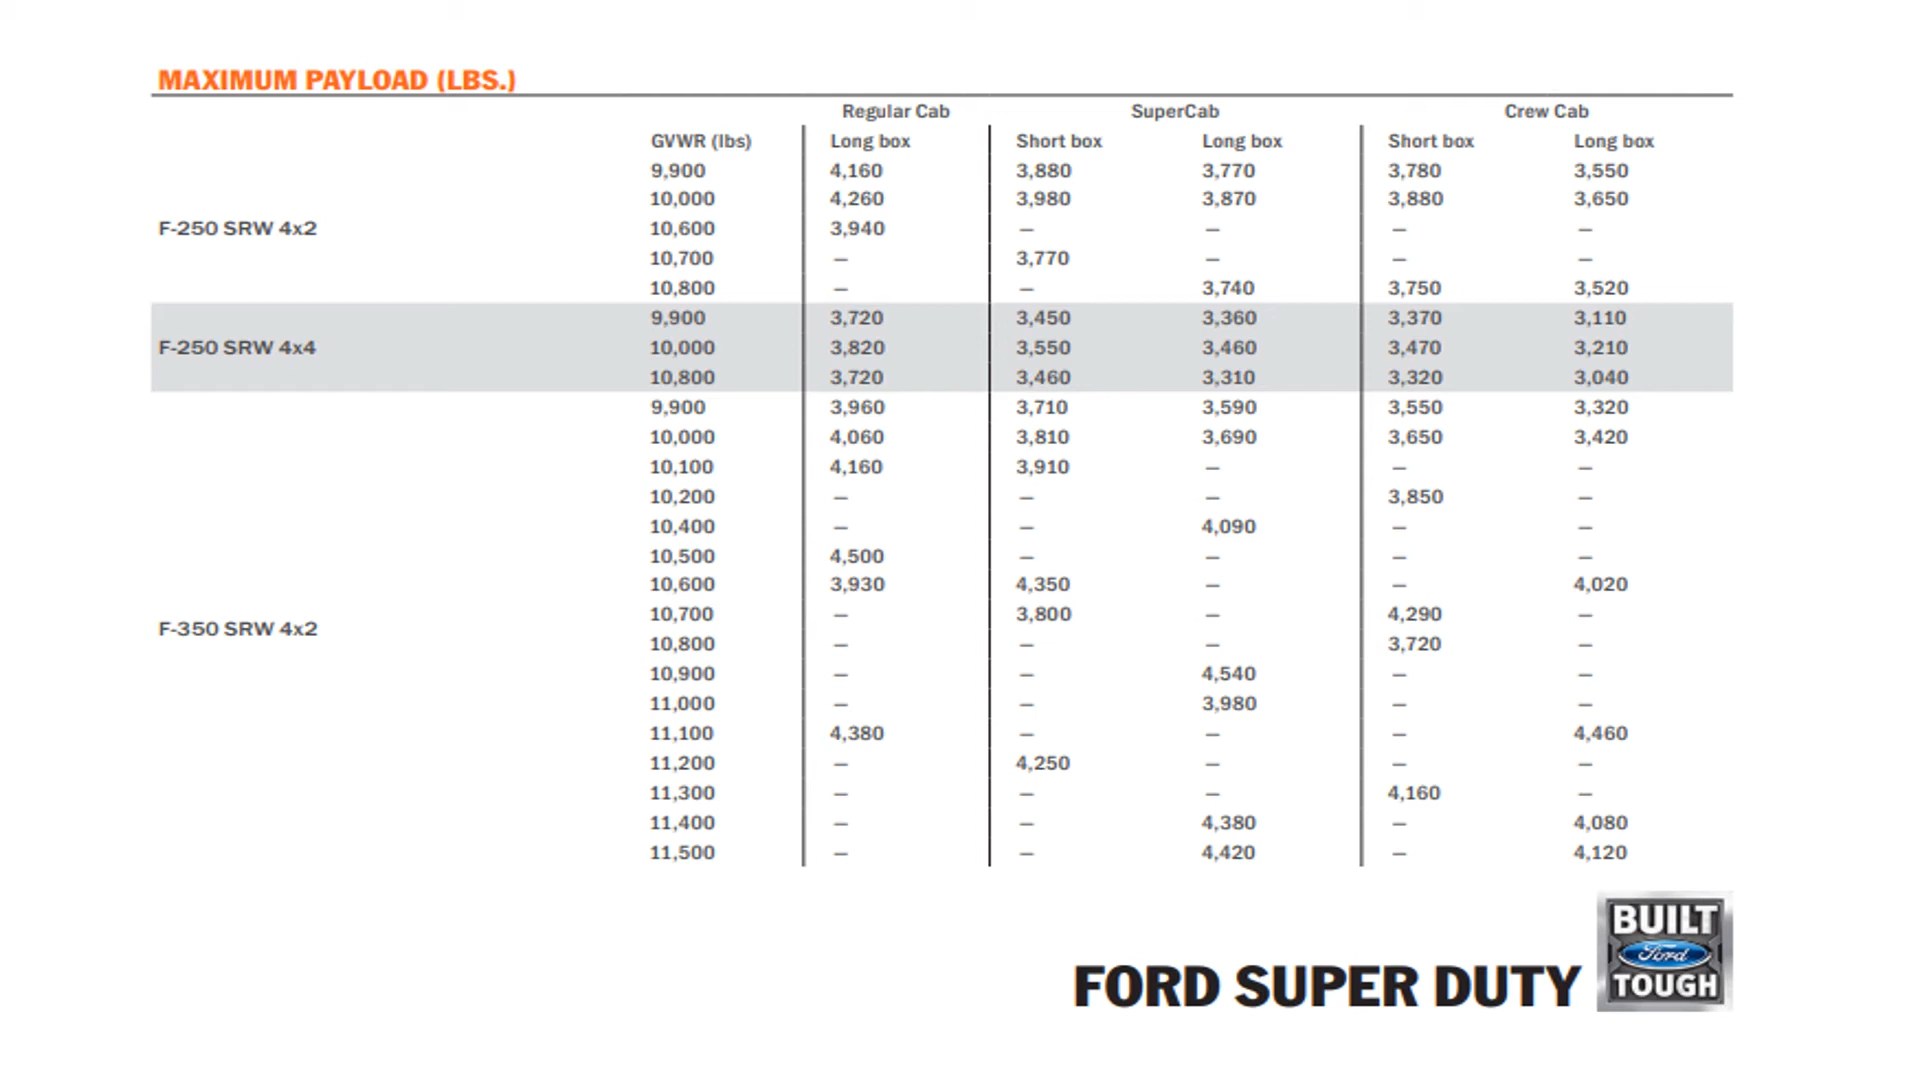 MAXIMUM PAYLOAD (LBS.)
Regular Cab SuperCab Crew Cab
GVWR (lbs) Long box Short box Long box Short box Long box
9,900 4,160 3,880 3,770 3,780 3,550
10,000 4,260 3,980 3,870 3,880 3,650
F-250 SRW 4x2 10,600 3,940 – – – –
10,700 – 3,770 – – –
10,800 – – 3,740 3,750 3,520
9,900 3,720 3,450 3,360 3,370 3,110
F-250 SRW 4x4 10,000 3,820 3,550 3,460 3,470 3,210
10,800 3,720 3,460 3,310 3,320 3,040
9,900 3,960 3,710 3,590 3,550 3,320
10,000 4,060 3,810 3,690 3,650 3,420
10,100 4,160 3,910 – – –
10,200 – – – 3,850 –
10,400 – – 4,090 – –
10,500 4,500 – – – –
10,600 3,930 4,350 – – 4,020
10,700 – 3,800 – 4,290 –
F-350 SRW 4x2
10,800 – – – 3,720 –
10,900 – – 4,540 – –
11,000 – – 3,980 – –
11,100 4,380 – – – 4,460
11,200 – 4,250 – – –
11,300 – – – 4,160 –
11,400 – – 4,380 – 4,080
11,500 – – 4,420 – 4,120
FORD SUPER DUTY
BUILT
Ford
TOUGH